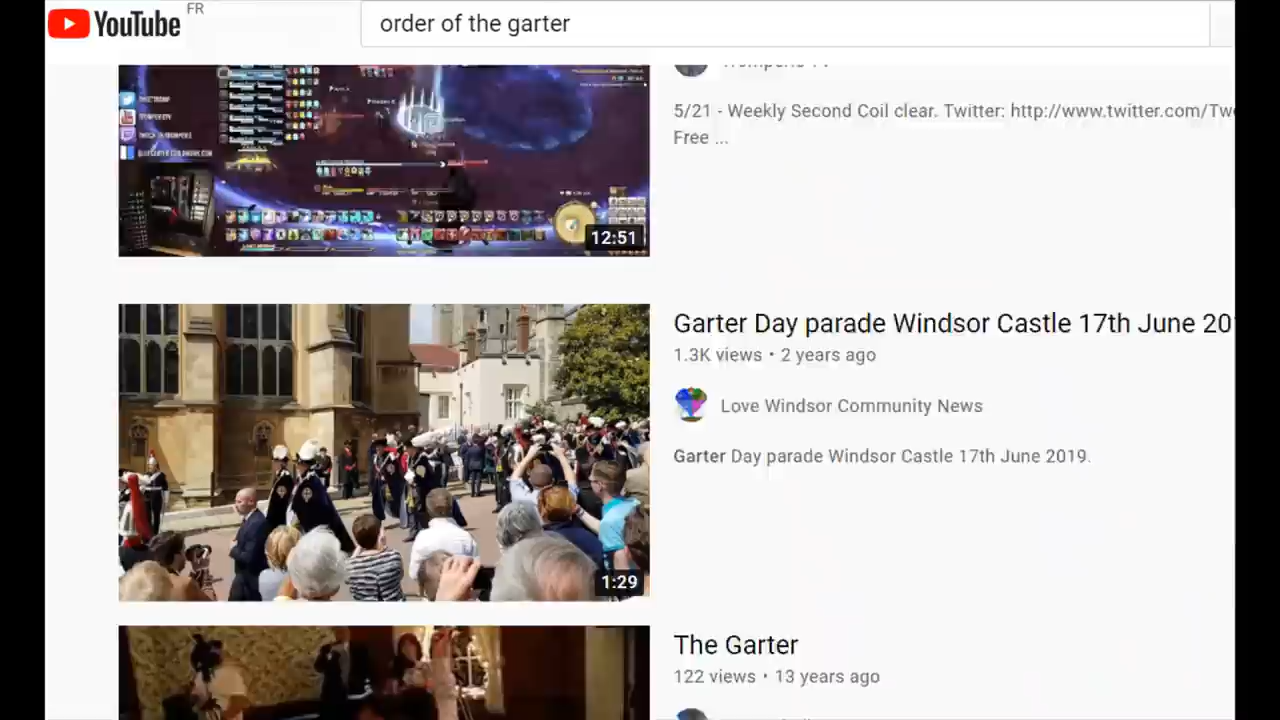 YouTube FR
order of the garter
5/21 - Weekly Second Coil clear. Twitter: http://www.twitter.com/Tw
Free ...
12:51
Garter Day parade Windsor Castle 17th June 20
1.3K views • 2 years ago
Love Windsor Community News
Garter Day parade Windsor Castle 17th June 2019.
1:29
The Garter
122 views • 13 years ago